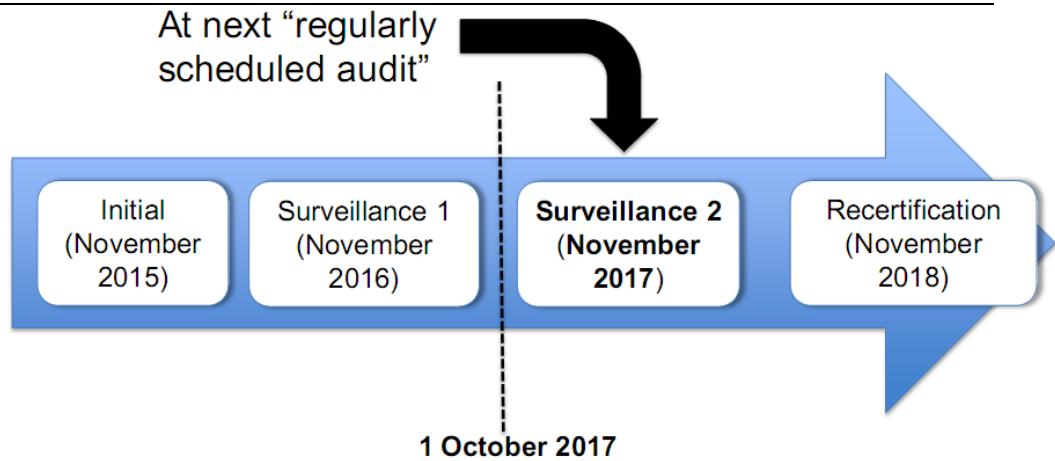 At next “regularly
scheduled audit”
Initial
(November
2015)
Surveillance 1
(November
2016)
Surveillance 2
(November
2017)
Recertification
(November
2018)
1 October 2017